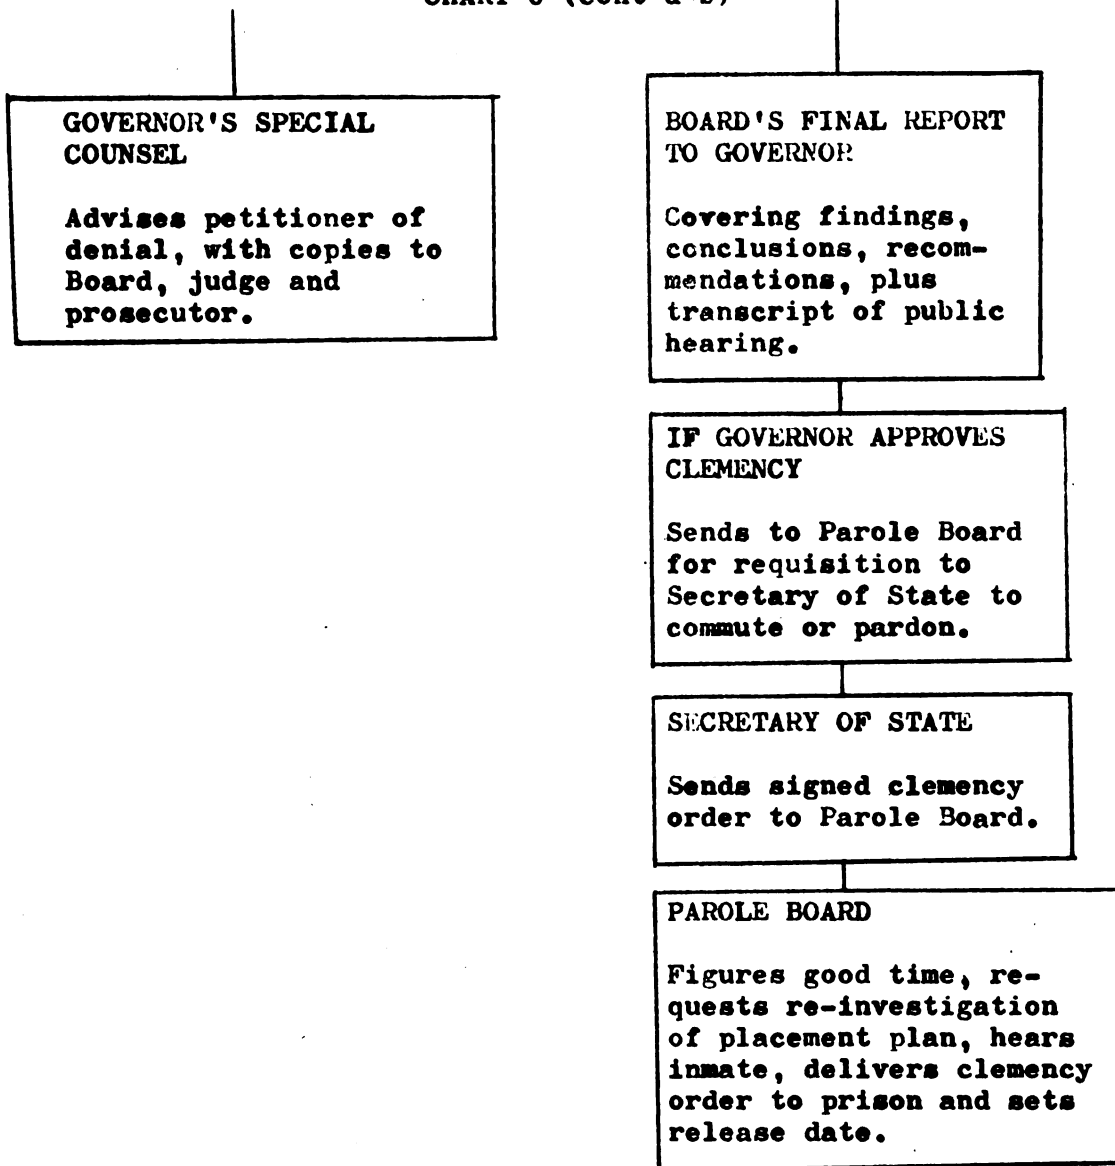 GOVERNOR'S SPECIAL
COUNSEL
Advises petitioner of
denial, with copies to
Board, judge and
prosecutor.
BOARD'S FINAL REPORT
TO GOVERNOR
Covering findings,
conclusions, recom-
mendations, plus
transcript of public
hearing.
IF GOVERNOR APPROVES
CLEMENCY
Sends to Parole Board
for requisition to
Secretary of State to
commute or pardon.
SECRETARY OF STATE
Sends signed clemency
order to Parole Board.
PAROLE BOARD
Figures good time, re-
quests re-investigation
of placement plan, hears
inmate, delivers clemency
order to prison and sets
release date.